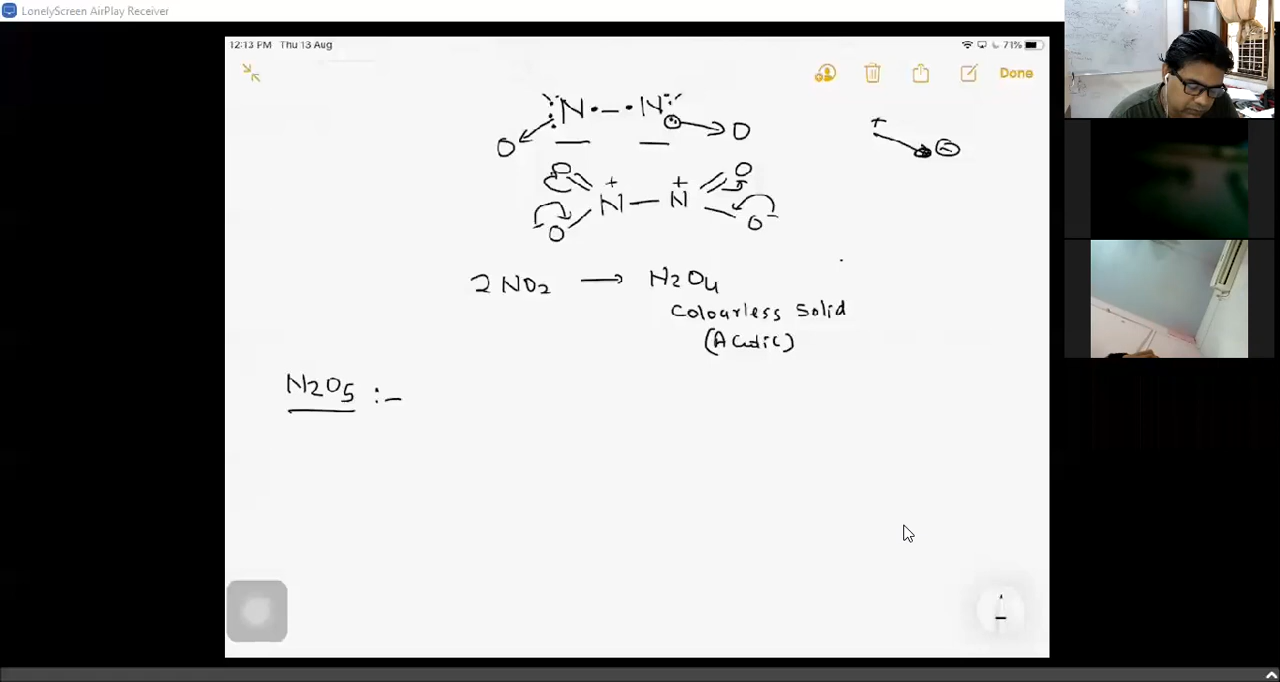 LonelyScreen AirPlay Receiver
12:13 PM Thu 13 Aug
71%
Done
N · – · N
O O
+
O + + O
N — N
O O
2 NO2 → N2O4
Colourless Solid
(Acidic)
N2O5 :–